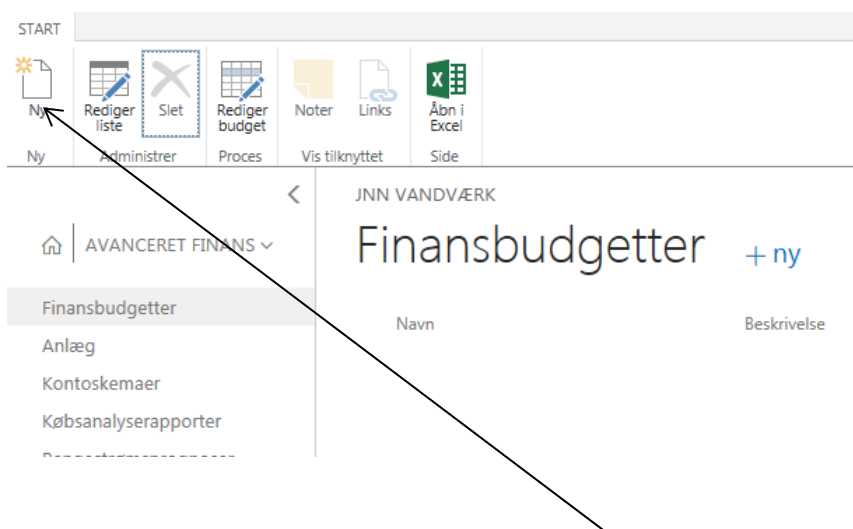 START
Ny
Rediger
liste
Slet
Rediger
budget
Noter
Links
Åbn i
Excel
Ny
Administrer
Proces
Vis tilknyttet
Side
JNN VANDVÆRK
AVANCERET FINANS
Finansbudgetter
+ ny
Finansbudgetter
Navn
Beskrivelse
Anlæg
Kontoskemaer
Købsanalyserapporter